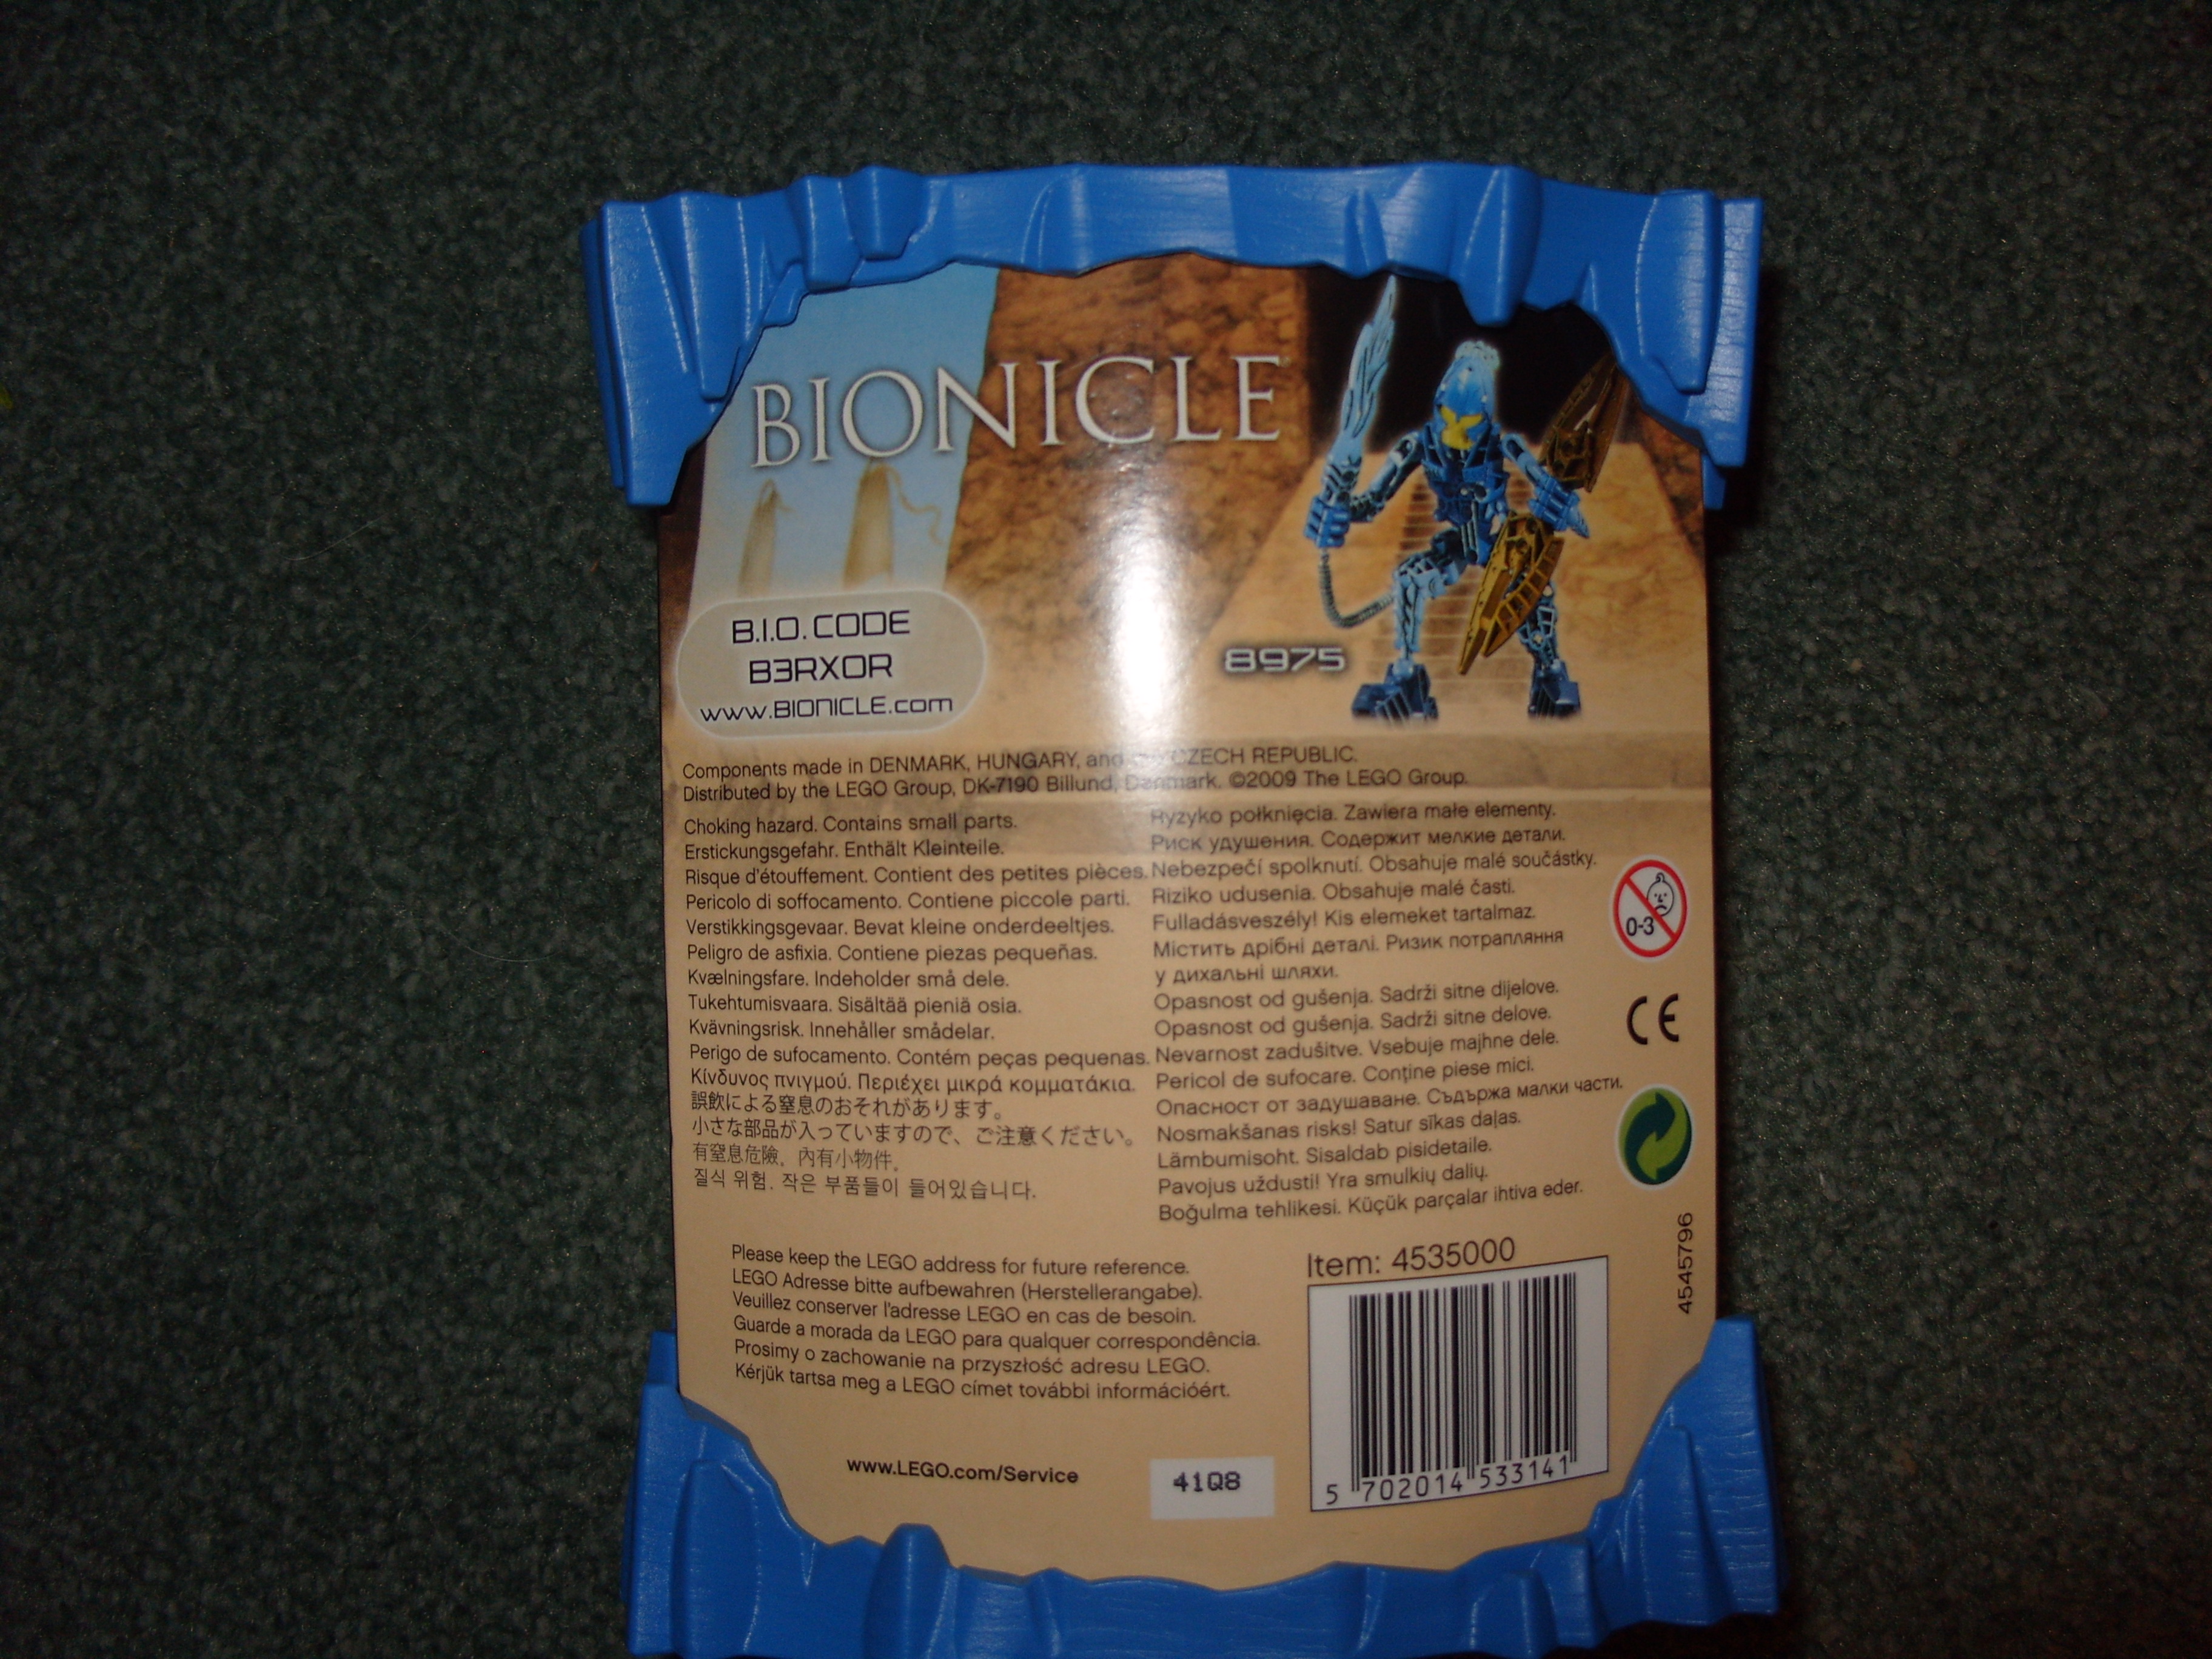 BIONICLE
B.I.O. CODE
B3RXOR
www.BIONICLE.com
8975
Components made in DENMARK, HUNGARY, and CZECH REPUBLIC.
Distributed by the LEGO Group, DK-7190 Billund, Denmark. ©2009 The LEGO Group.
Choking hazard. Contains small parts.
Erstickungsgefahr. Enthält Kleinteile.
Risque d'étouffement. Contient des petites pièces.
Pericolo di soffocamento. Contiene piccole parti.
Verstikkingsgevaar. Bevat kleine onderdeeltjes.
Peligro de asfixia. Contiene piezas pequeñas.
Kvælningsfare. Indeholder små dele.
Tukehtumisvaara. Sisältää pieniä osia.
Kvävningsrisk. Innehåller smådelar.
Perigo de sufocamento. Contém peças pequenas.
Κίνδυνος πνιγμού. Περιέχει μικρά κομματάκια.
誤飲による窒息のおそれがあります。
小さな部品が入っていますので、ご注意ください。
有窒息危險，內有小物件。
질식 위험. 작은 부품들이 들어있습니다.
Ryzyko połknięcia. Zawiera małe elementy.
Риск удушения. Содержит мелкие детали.
Nebezpečí spolknutí. Obsahuje malé součástky.
Riziko udusenia. Obsahuje malé časti.
Fulladásveszély! Kis elemeket tartalmaz.
Містить дрібні деталі. Ризик потрапляння
у дихальні шляхи.
Opasnost od gušenja. Sadrži sitne dijelove.
Opasnost od gušenja. Sadrži sitne delove.
Nevarnost zadušitve. Vsebuje majhne dele.
Pericol de sufocare. Conţine piese mici.
Опасност от задушаване. Съдържа малки части.
Nosmakšanas risks! Satur sīkas daļas.
Lämbumisoht. Sisaldab pisidetaile.
Pavojus uždusti! Yra smulkių dalių.
Boğulma tehlikesi. Küçük parçalar ihtiva eder.
0-3
CE
4545796
Please keep the LEGO address for future reference.
LEGO Adresse bitte aufbewahren (Herstellerangabe).
Veuillez conserver l'adresse LEGO en cas de besoin.
Guarde a morada da LEGO para qualquer correspondência.
Prosimy o zachowanie na przyszłość adresu LEGO.
Kérjük tartsa meg a LEGO címet további információért.
www.LEGO.com/Service
41Q8
Item: 4535000
5 702014 533141